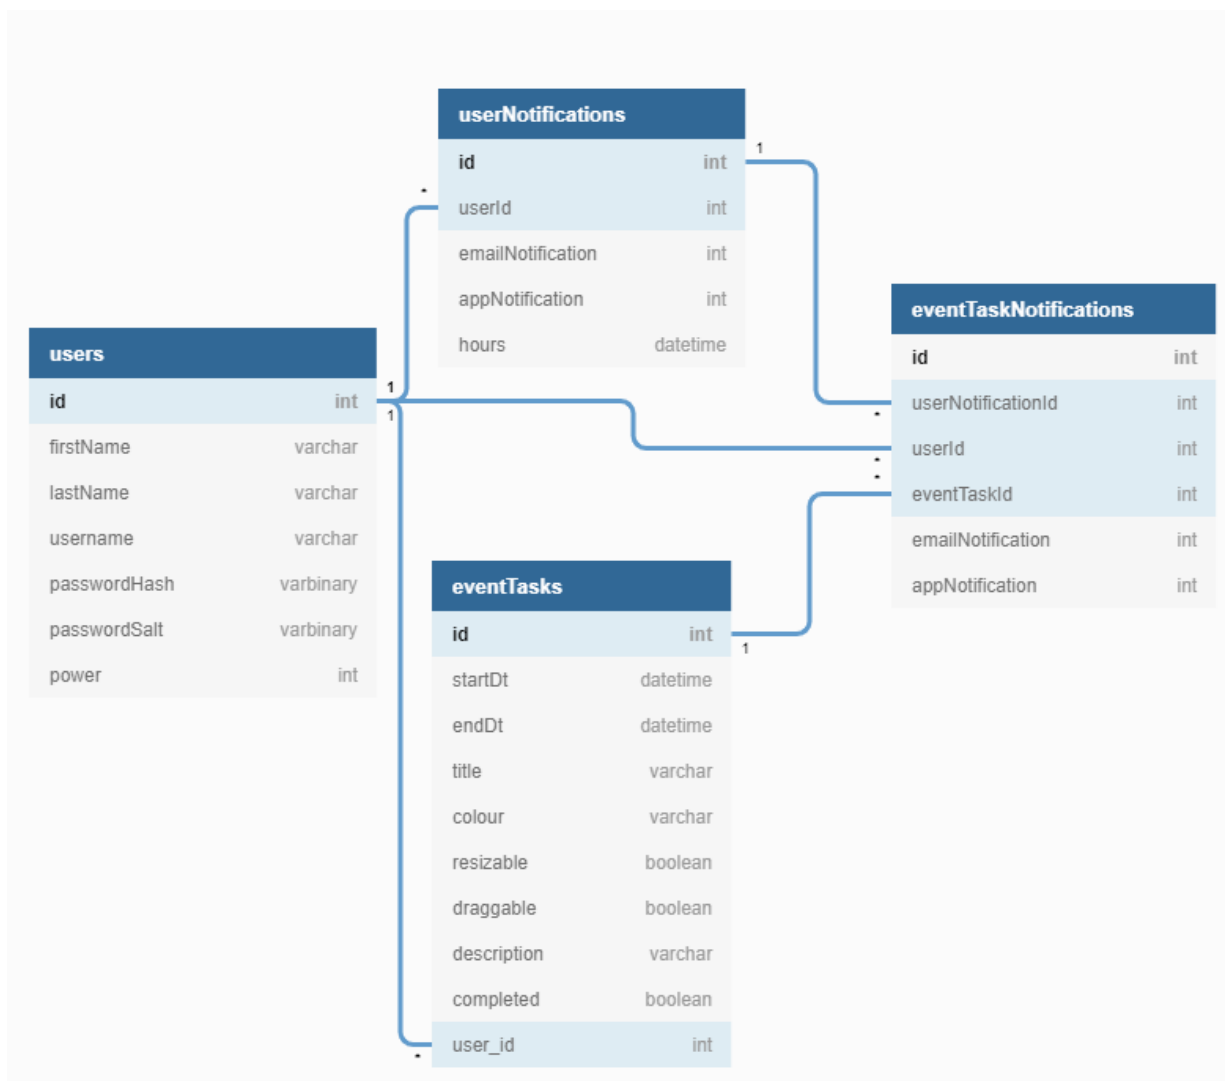 userNotifications
id int
userId int
emailNotification int
appNotification int
hours datetime
1
*
users
id int
firstName varchar
lastName varchar
username varchar
passwordHash varbinary
passwordSalt varbinary
power int
1
1
eventTaskNotifications
id int
userNotificationId int
userId int
eventTaskId int
emailNotification int
appNotification int
*
*
*
eventTasks
id int
startDt datetime
endDt datetime
title varchar
colour varchar
resizable boolean
draggable boolean
description varchar
completed boolean
user_id int
1
*